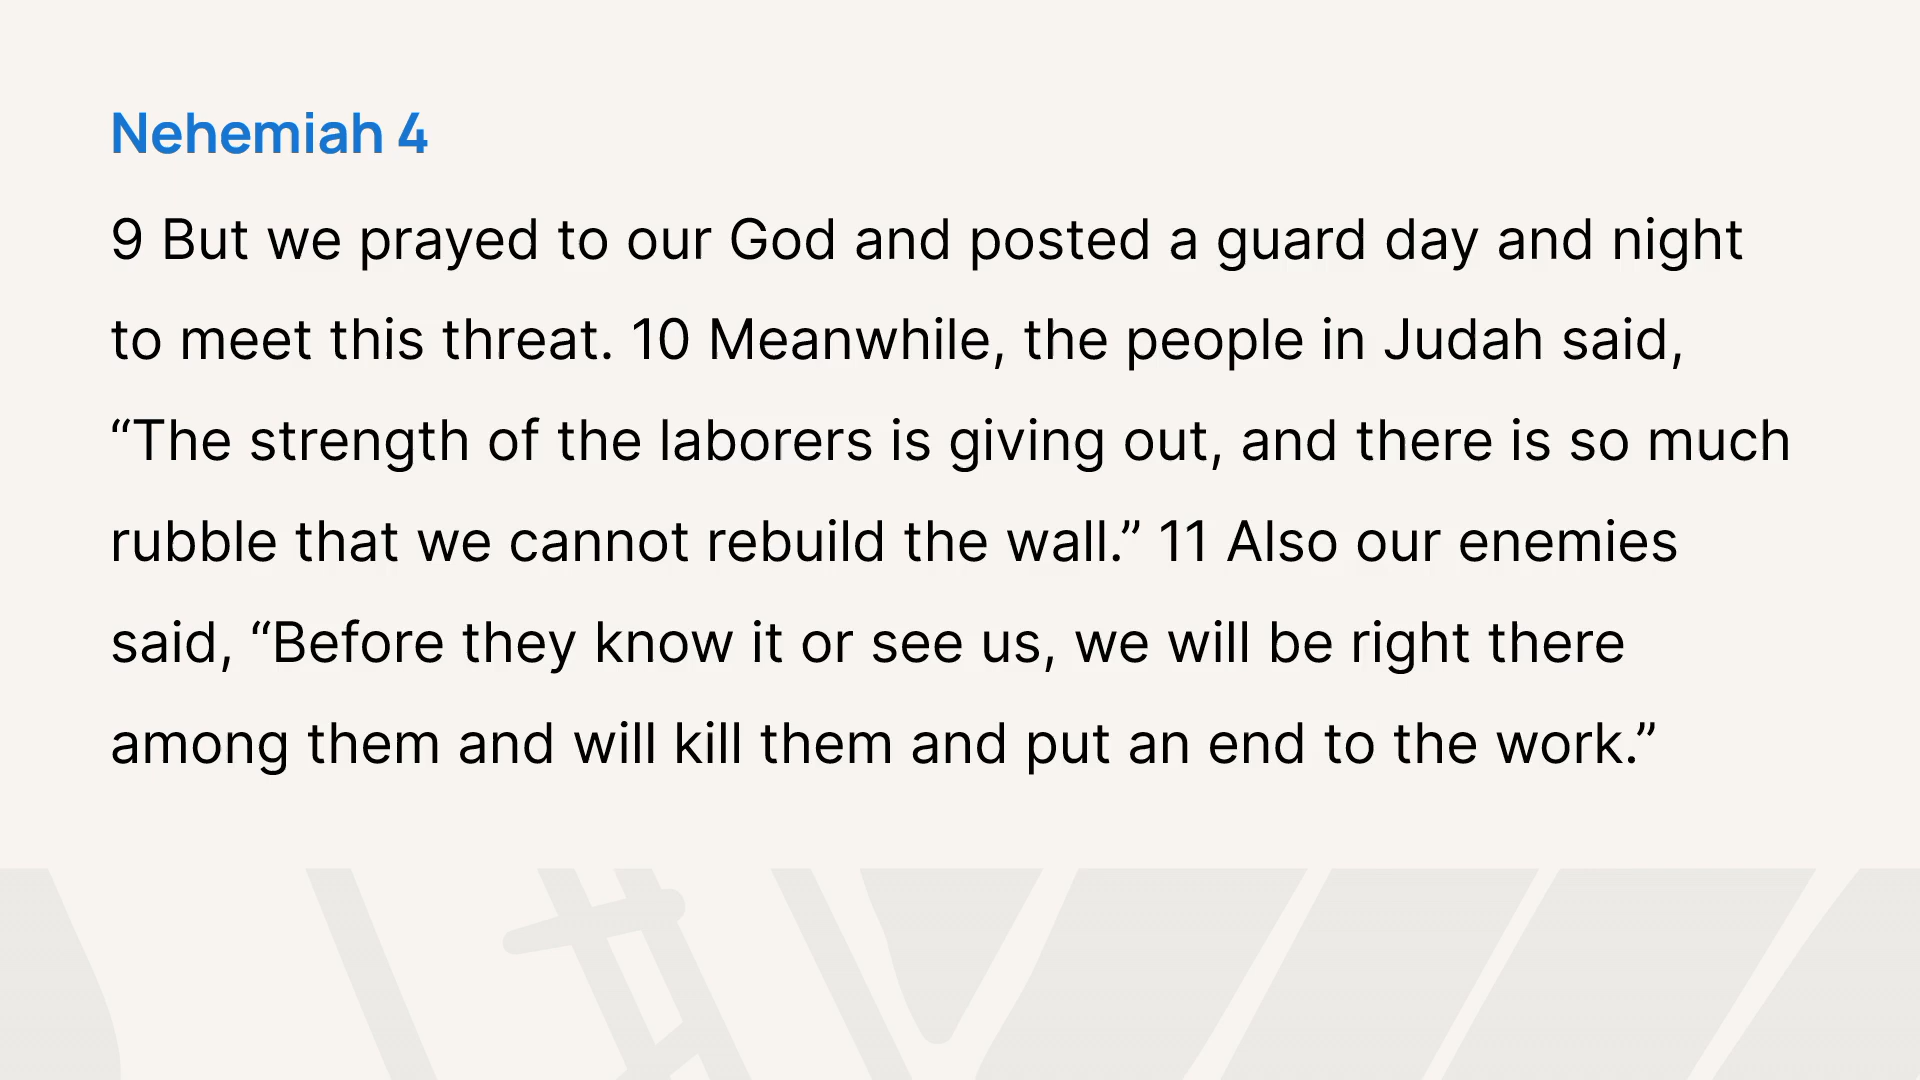 Nehemiah 4
9 But we prayed to our God and posted a guard day and night
to meet this threat. 10 Meanwhile, the people in Judah said,
“The strength of the laborers is giving out, and there is so much
rubble that we cannot rebuild the wall.” 11 Also our enemies
said, “Before they know it or see us, we will be right there
among them and will kill them and put an end to the work.”